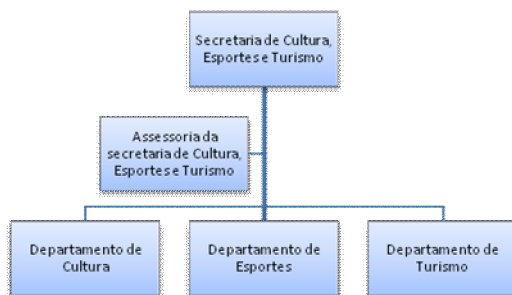 Secretaria de Cultura,
Esportes e Turismo
Assessoria da
secretaria de Cultura,
Esportes e Turismo
Departamento de
Cultura
Departamento de
Esportes
Departamento de
Turismo